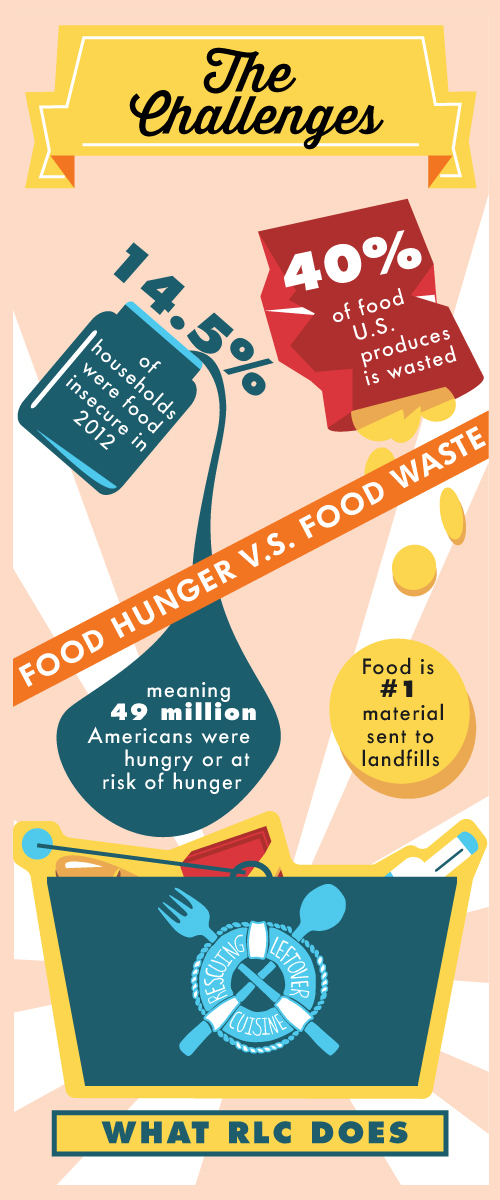 The
Challenges
14.5%
of
households
were food
insecure in
2012
40%
of food
U.S.
produces
is wasted
FOOD HUNGER V.S. FOOD WASTE
meaning
49 million
Americans were
hungry or at
risk of hunger
Food is
#1
material
sent to
landfills
RESCUING
LEFTOVER
CUISINE
WHAT RLC DOES